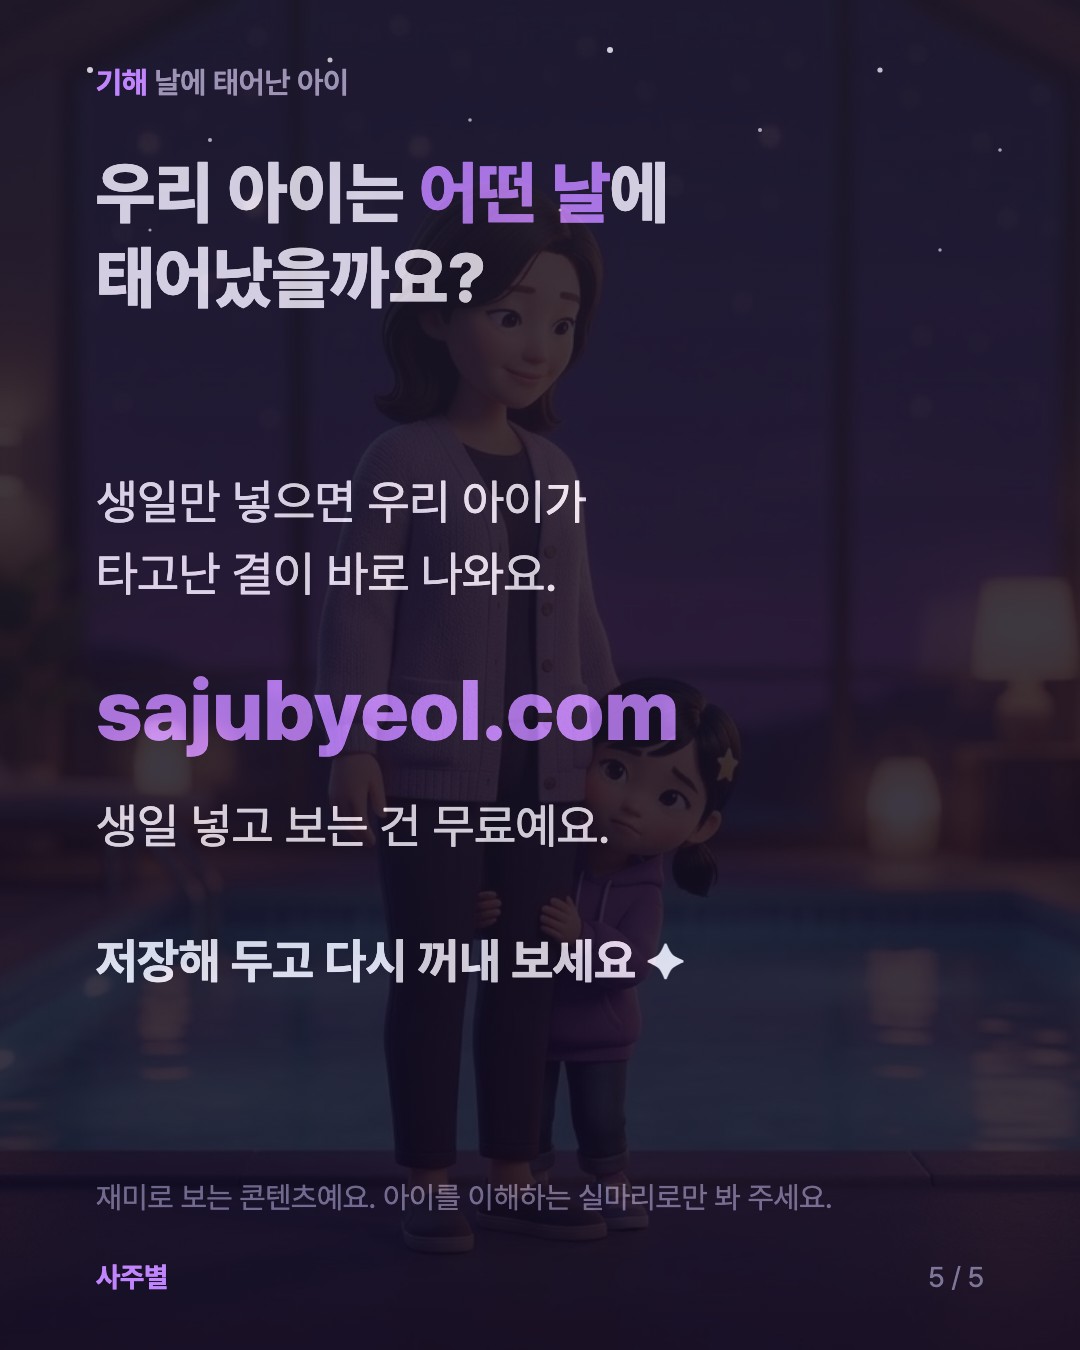 기해 날에 태어난 아이
우리 아이는 어떤 날에
태어났을까요?
생일만 넣으면 우리 아이가
타고난 결이 바로 나와요.
sajubyeol.com
생일 넣고 보는 건 무료예요.
저장해 두고 다시 꺼내 보세요 ✦
재미로 보는 콘텐츠예요. 아이를 이해하는 실마리로만 봐 주세요.
사주별
5 / 5